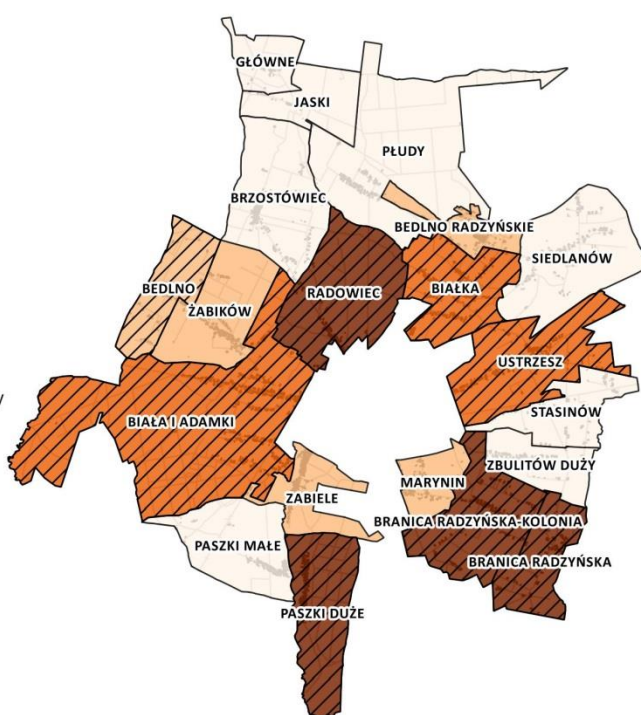 GŁÓWNE
JASKI
PŁUDY
BRZOSTÓWIEC
BEDLNO RADZYŃSKIE
SIEDLANÓW
BEDLNO
ŻABIKÓW
RADOWIEC
BIAŁKA
USTRZESZ
STASINÓW
BIAŁA I ADAMKI
ZBULITÓW DUŻY
MARYNIN
ZABIELE
BRANICA RADZYŃSKA-KOLONIA
PASZKI MAŁE
BRANICA RADZYŃSKA
PASZKI DUŻE